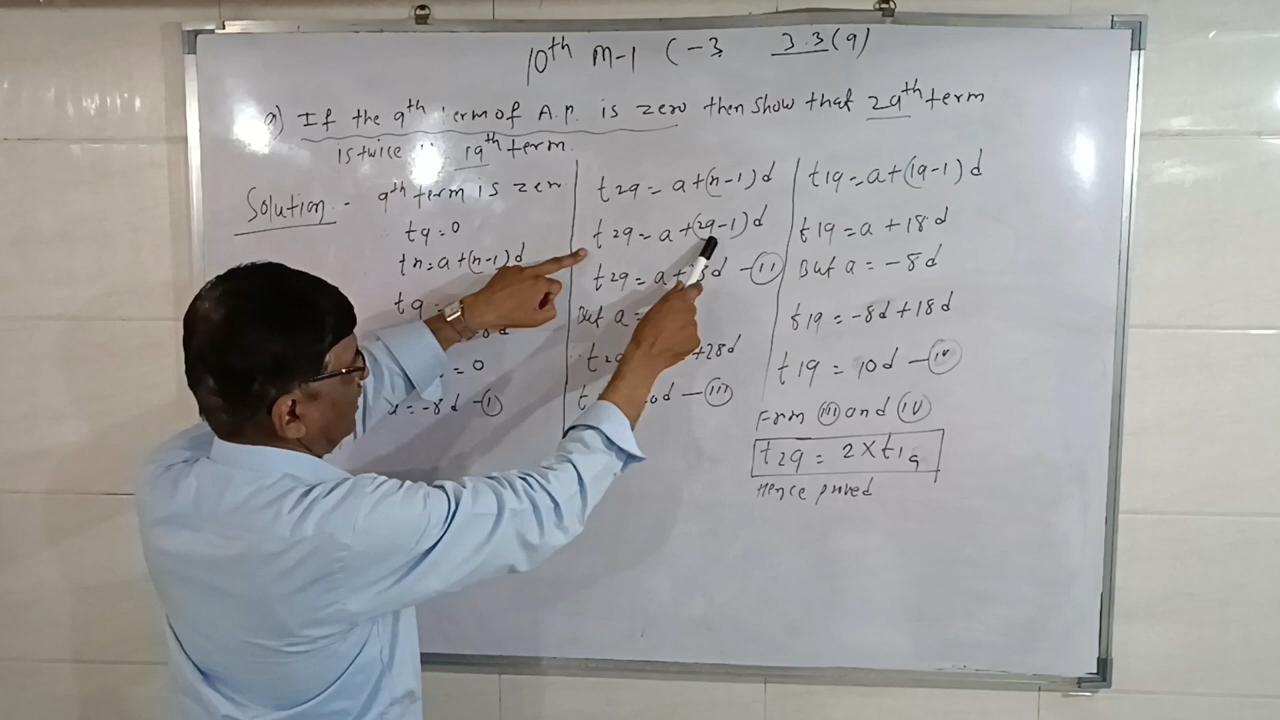 10th M-1 (-3 3.3(9)
9) If the 9th term of A.P. is zero then show that 29th term
is twice 19th term.
Solution - 9th term is zero
t9=0
tn=a+(n-1)d
t9=
8d
= 0
a=-8d -(I)
t29=a+(n-1)d
t29=a+(29-1)d
t29=a+28d -(II)
But a=
+28d
d -(III)
t19=a+(19-1)d
t19=a+18d
But a=-8d
t19=-8d+18d
t19=10d-(IV)
From (III) and (IV)
t29= 2×t19
Hence proved